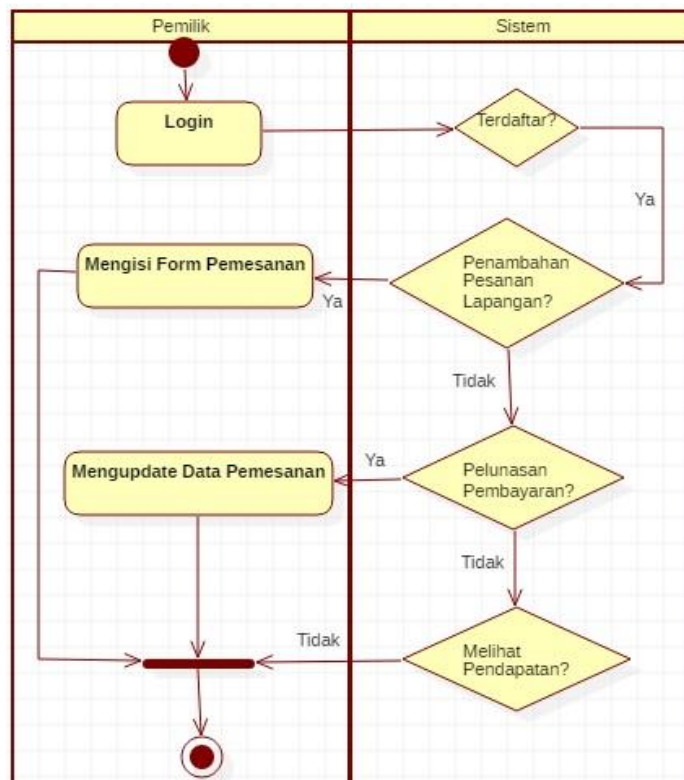 Pemilik
Sistem
Login
Terdaftar?
Ya
Mengisi Form Pemesanan
Ya
Penambahan
Pesanan
Lapangan?
Tidak
Mengupdate Data Pemesanan
Ya
Pelunasan
Pembayaran?
Tidak
Tidak
Melihat
Pendapatan?